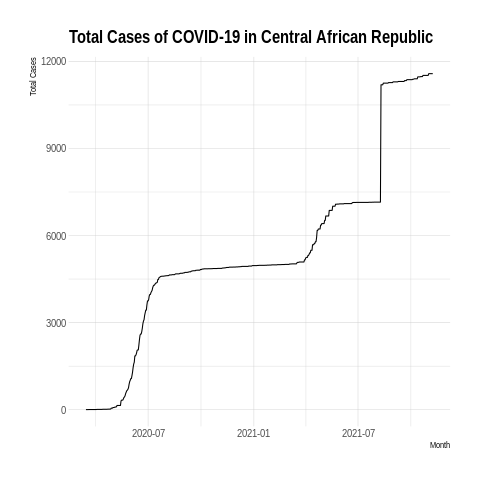 Total Cases of COVID-19 in Central African Republic
Total Cases
12000
9000
6000
3000
0
2020-07
2021-01
2021-07
Month